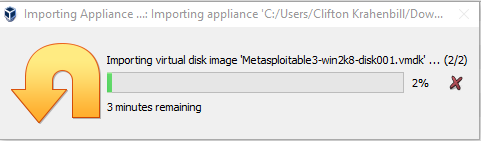 Importing Appliance ...: Importing appliance 'C:/Users/Clifton Krahenbill/Dow...
Importing virtual disk image 'Metasploitable3-win2k8-disk001.vmdk' ... (2/2)
2%
3 minutes remaining